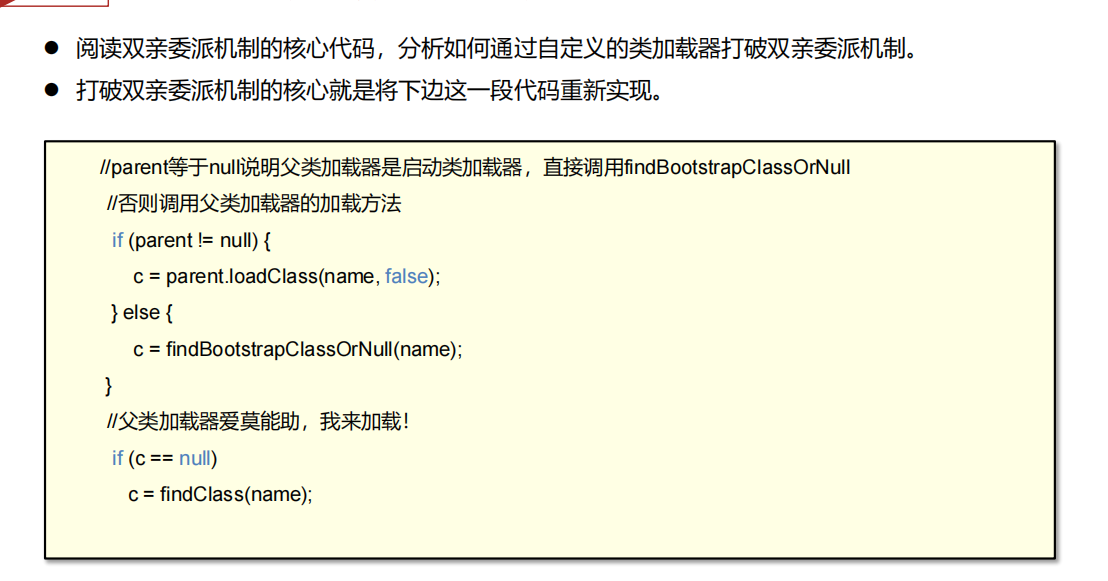 ● 阅读双亲委派机制的核心代码，分析如何通过自定义的类加载器打破双亲委派机制。
● 打破双亲委派机制的核心就是将下边这一段代码重新实现。
//parent等于null说明父类加载器是启动类加载器，直接调用findBootstrapClassOrNull
//否则调用父类加载器的加载方法
if (parent != null) {
c = parent.loadClass(name, false);
} else {
c = findBootstrapClassOrNull(name);
}
//父类加载器爱莫能助，我来加载！
if (c == null)
c = findClass(name);